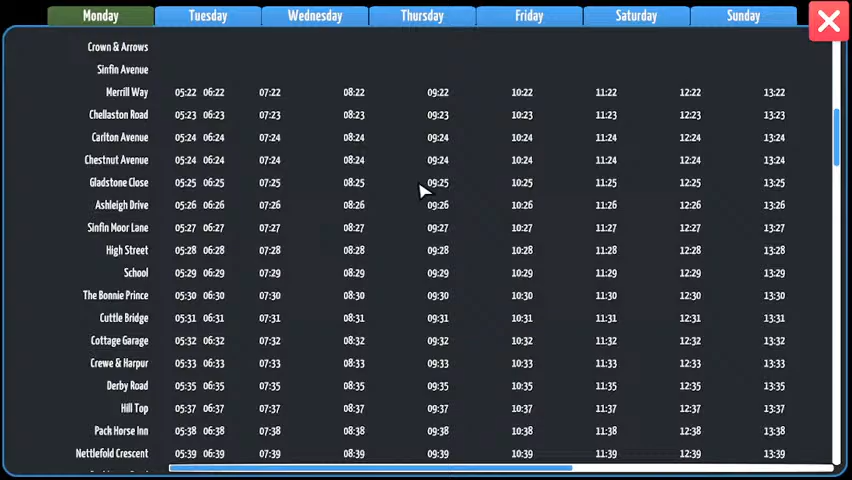 Monday Tuesday Wednesday Thursday Friday Saturday Sunday
Crown & Arrows
Sinfin Avenue
Merrill Way 05:22 06:22 07:22 08:22 09:22 10:22 11:22 12:22 13:22
Chellaston Road 05:23 06:23 07:23 08:23 09:23 10:23 11:23 12:23 13:23
Carlton Avenue 05:24 06:24 07:24 08:24 09:24 10:24 11:24 12:24 13:24
Chestnut Avenue 05:24 06:24 07:24 08:24 09:24 10:24 11:24 12:24 13:24
Gladstone Close 05:25 06:25 07:25 08:25 09:25 10:25 11:25 12:25 13:25
Ashleigh Drive 05:26 06:26 07:26 08:26 09:26 10:26 11:26 12:26 13:26
Sinfin Moor Lane 05:27 06:27 07:27 08:27 09:27 10:27 11:27 12:27 13:27
High Street 05:28 06:28 07:28 08:28 09:28 10:28 11:28 12:28 13:28
School 05:29 06:29 07:29 08:29 09:29 10:29 11:29 12:29 13:29
The Bonnie Prince 05:30 06:30 07:30 08:30 09:30 10:30 11:30 12:30 13:30
Cuttle Bridge 05:31 06:31 07:31 08:31 09:31 10:31 11:31 12:31 13:31
Cottage Garage 05:32 06:32 07:32 08:32 09:32 10:32 11:32 12:32 13:32
Crewe & Harpur 05:33 06:33 07:33 08:33 09:33 10:33 11:33 12:33 13:33
Derby Road 05:35 06:35 07:35 08:35 09:35 10:35 11:35 12:35 13:35
Hill Top 05:37 06:37 07:37 08:37 09:37 10:37 11:37 12:37 13:37
Pack Horse Inn 05:38 06:38 07:38 08:38 09:38 10:38 11:38 12:38 13:38
Nettlefold Crescent 05:39 06:39 07:39 08:39 09:39 10:39 11:39 12:39 13:39